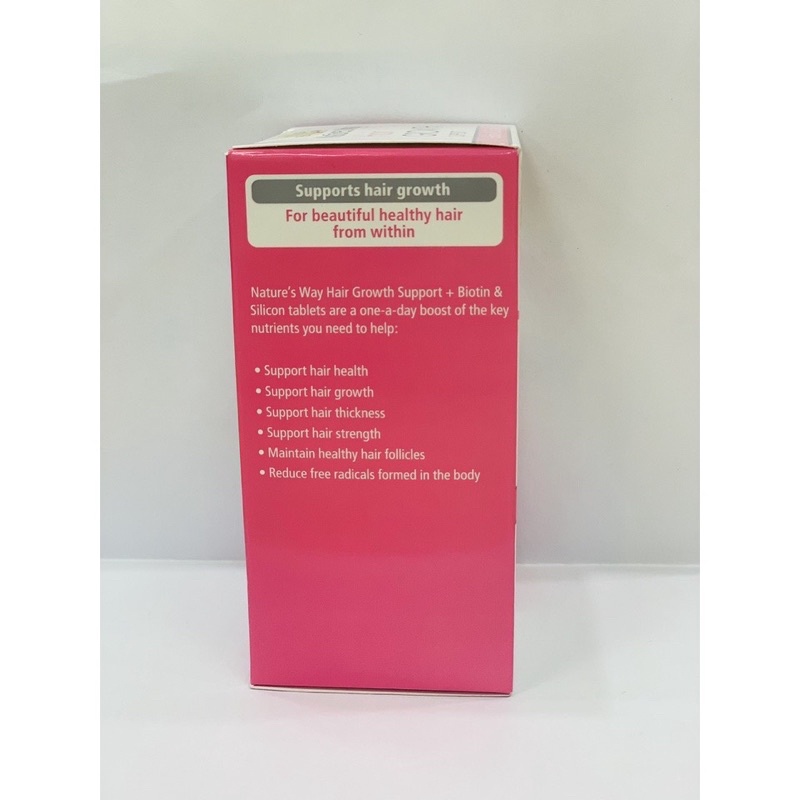 Supports hair growth
For beautiful healthy hair
from within
Nature's Way Hair Growth Support + Biotin &
Silicon tablets are a one-a-day boost of the key
nutrients you need to help:
• Support hair health
• Support hair growth
• Support hair thickness
• Support hair strength
• Maintain healthy hair follicles
• Reduce free radicals formed in the body